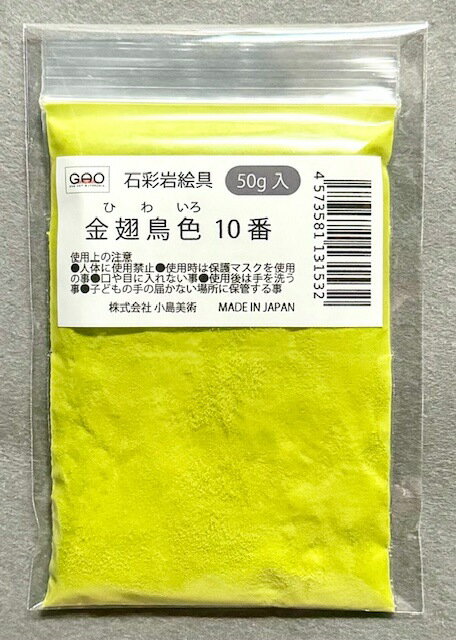 GAO
石彩岩絵具 50g 入
ひ わ いろ
金翅鳥色 10番
使用上の注意
●人体に使用禁止●使用時は保護マスクを使用
の事●口や目に入れない事●使用後は手を洗う
事●子どもの手の届かない場所に保管する事
株式会社 小島美術 MADE IN JAPAN
4573581131532